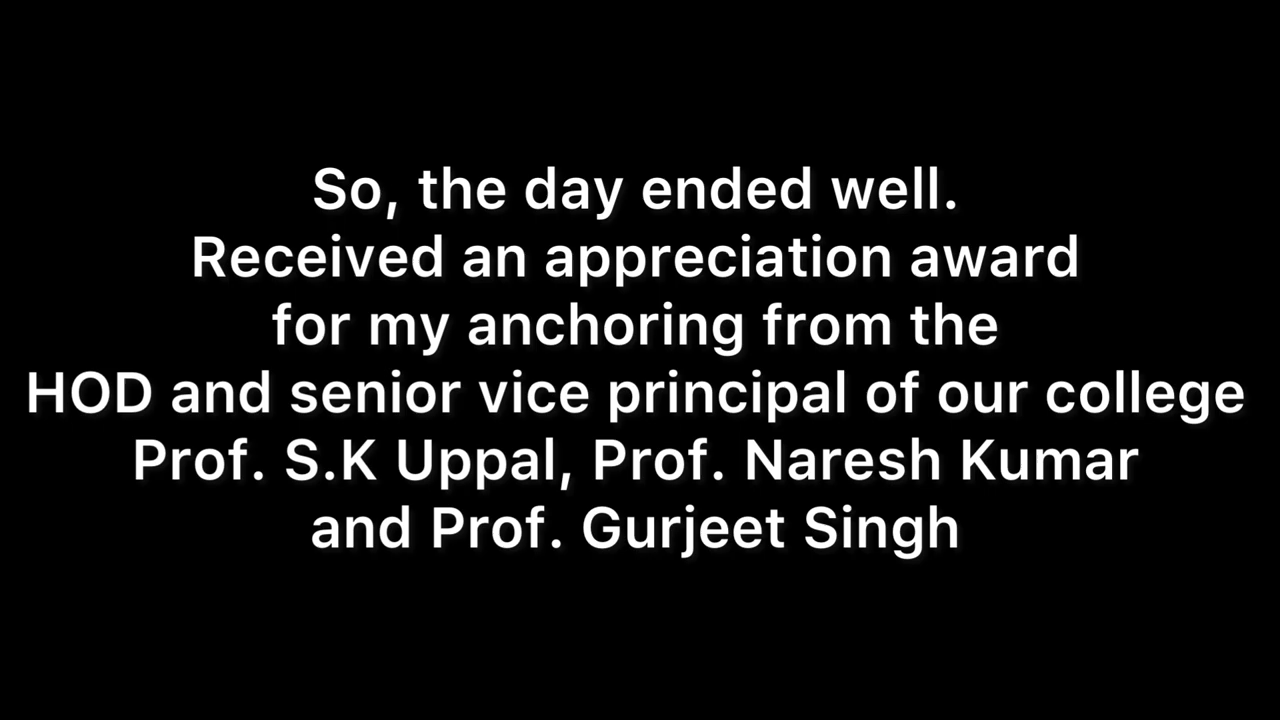 So, the day ended well.
Received an appreciation award
for my anchoring from the
HOD and senior vice principal of our college
Prof. S.K Uppal, Prof. Naresh Kumar
and Prof. Gurjeet Singh